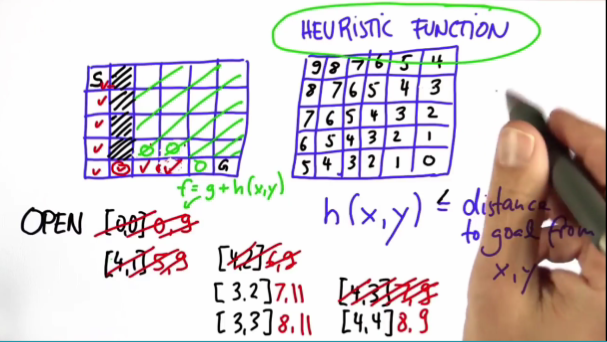 HEURISTIC FUNCTION
S
G
9 8 7 6 5 4
8 7 6 5 4 3
7 6 5 4 3 2
6 5 4 3 2 1
5 4 3 2 1 0
f = g + h(x,y)
h(x,y) ≤ distance
to goal from
x,y
OPEN [0,0] 0,9
[4,1] 5,9
[4,2] 6,9
[3.2] 7,11
[3,3] 8,11
[4,3] 7,9
[4,4] 8,9